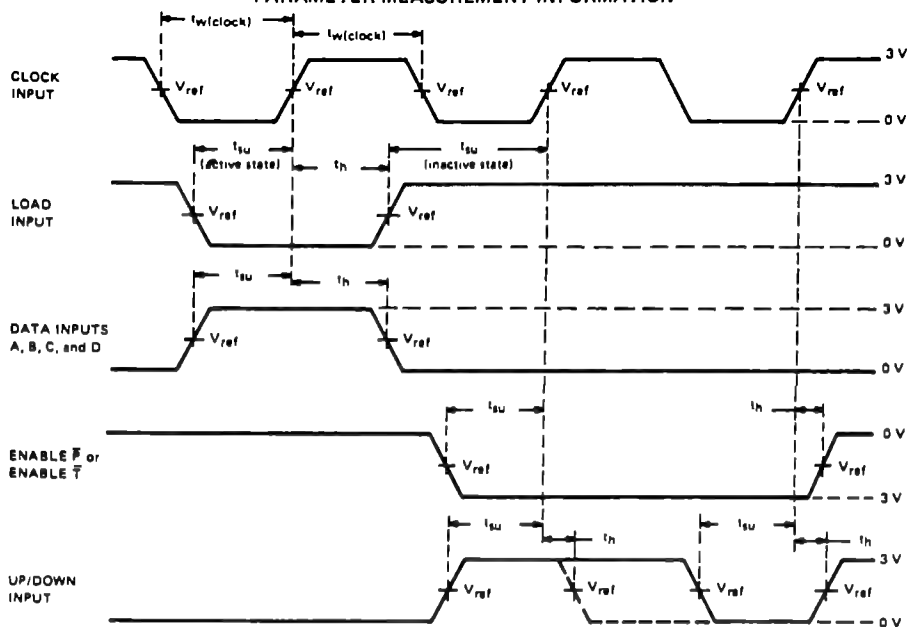 PARAMETER MEASUREMENT INFORMATION
tw(clock) tw(clock)
CLOCK INPUT Vref Vref Vref Vref Vref 3 V 0 V
tsu (active state) th tsu (inactive state)
LOAD INPUT Vref Vref 3 V 0 V
tsu th
DATA INPUTS A, B, C, and D Vref Vref 3 V 0 V
tsu th
ENABLE P̅ or ENABLE T̅ Vref Vref 0 V 3 V
tsu th tsu th
UP/DOWN INPUT Vref Vref Vref Vref 3 V 0 V